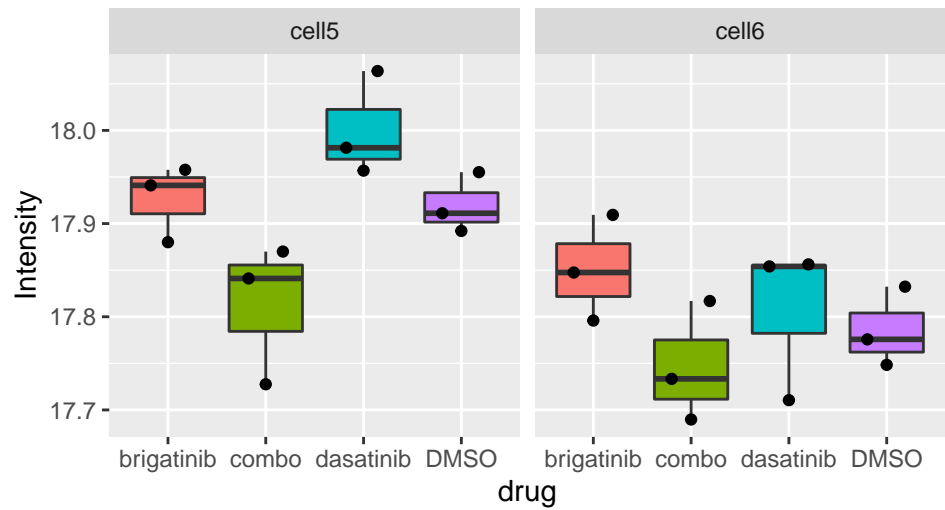 cell5 cell6
18.0
17.9
17.8
17.7
Intensity
brigatinib combo dasatinib DMSO brigatinib combo dasatinib DMSO
drug